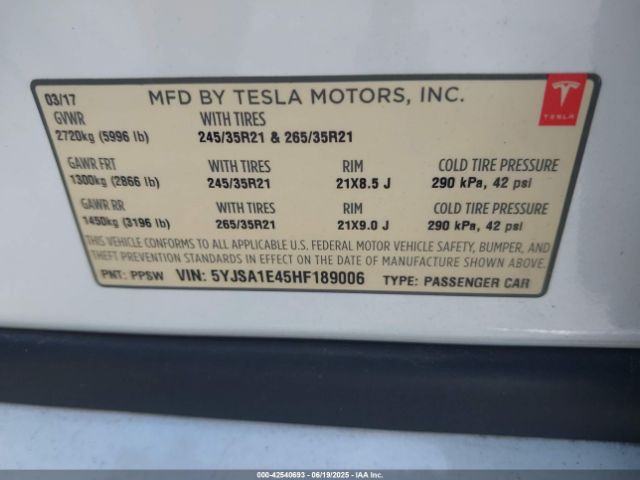 03/17 MFD BY TESLA MOTORS, INC.
TESLA
GVWR WITH TIRES
2720kg (5996 lb) 245/35R21 & 265/35R21
GAWR FRT WITH TIRES RIM COLD TIRE PRESSURE
1300kg (2866 lb) 245/35R21 21X8.5 J 290 kPa, 42 psi
GAWR RR WITH TIRES RIM COLD TIRE PRESSURE
1450kg (3196 lb) 265/35R21 21X9.0 J 290 kPa, 42 psi
THIS VEHICLE CONFORMS TO ALL APPLICABLE U.S. FEDERAL MOTOR VEHICLE SAFETY, BUMPER, AND
THEFT PREVENTION STANDARDS IN EFFECT ON THE DATE OF MANUFACTURE SHOWN ABOVE.
PNT: PPSW VIN: 5YJSA1E45HF189006 TYPE: PASSENGER CAR
000-42540693 - 06/19/2025 - IAA Inc.